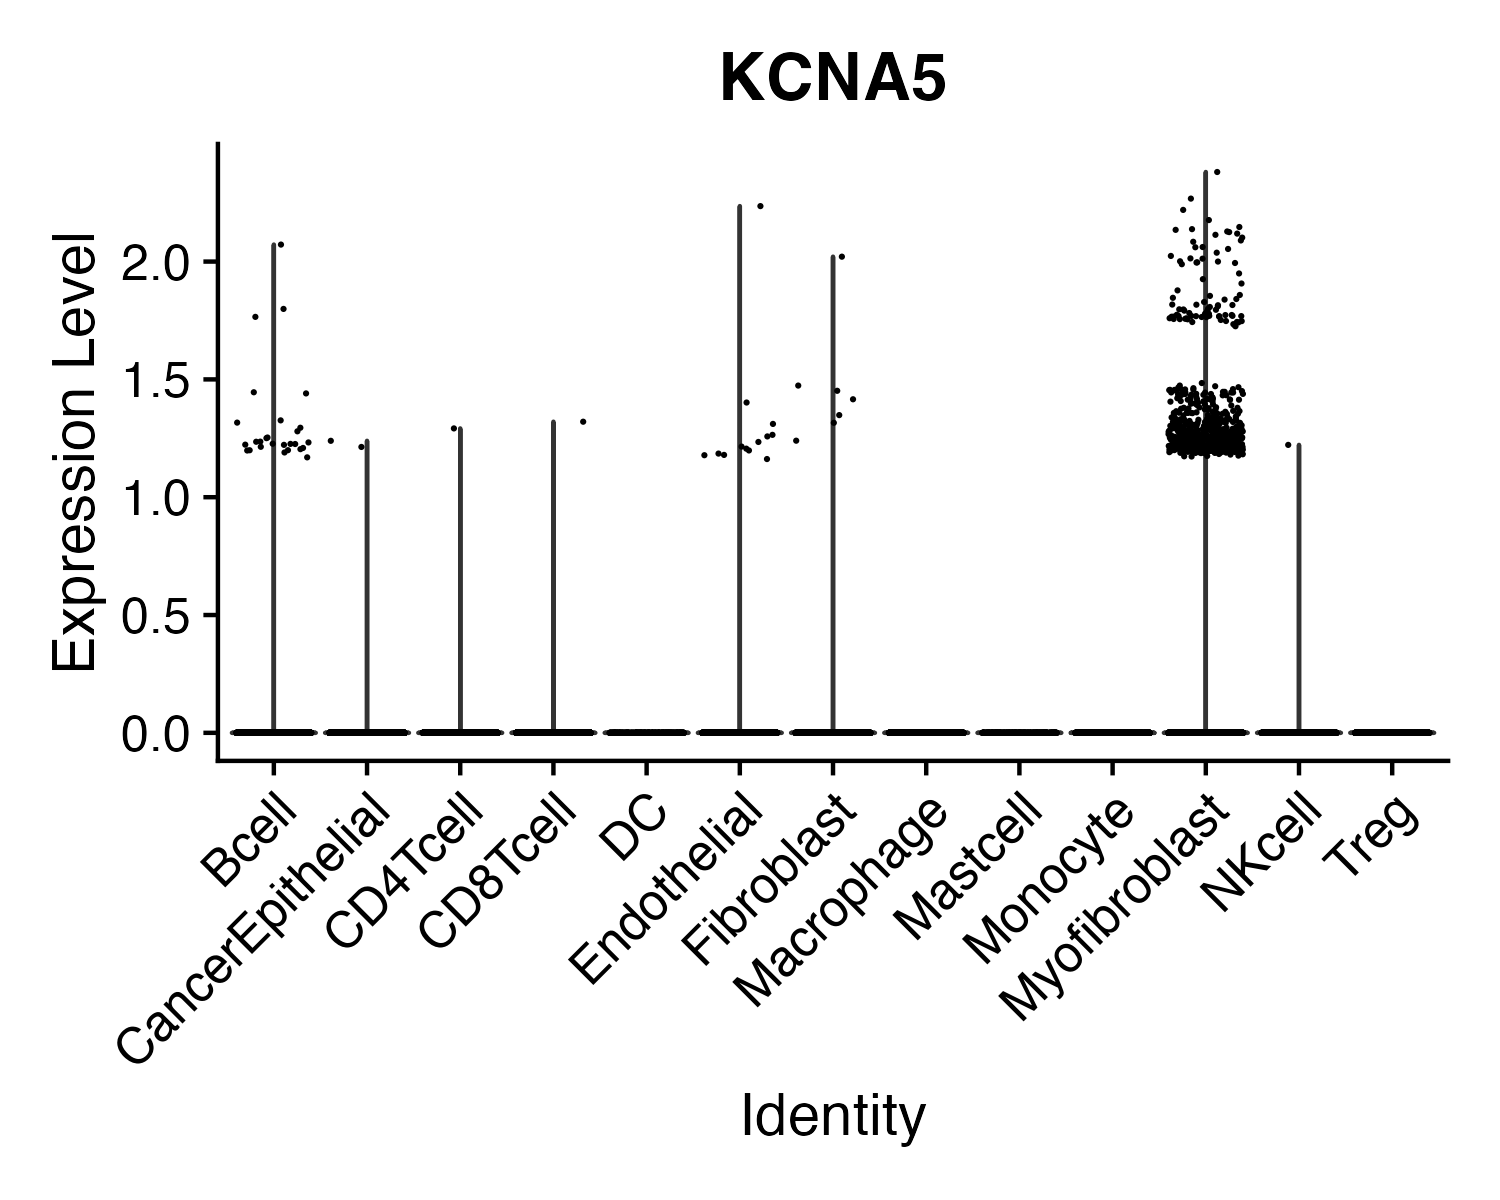 KCNA5
Expression Level
2.0
1.5
1.0
0.5
0.0
Bcell
CancerEpithelial
CD4Tcell
CD8Tcell
DC
Endothelial
Fibroblast
Macrophage
Mastcell
Monocyte
Myofibroblast
NKcell
Treg
Identity